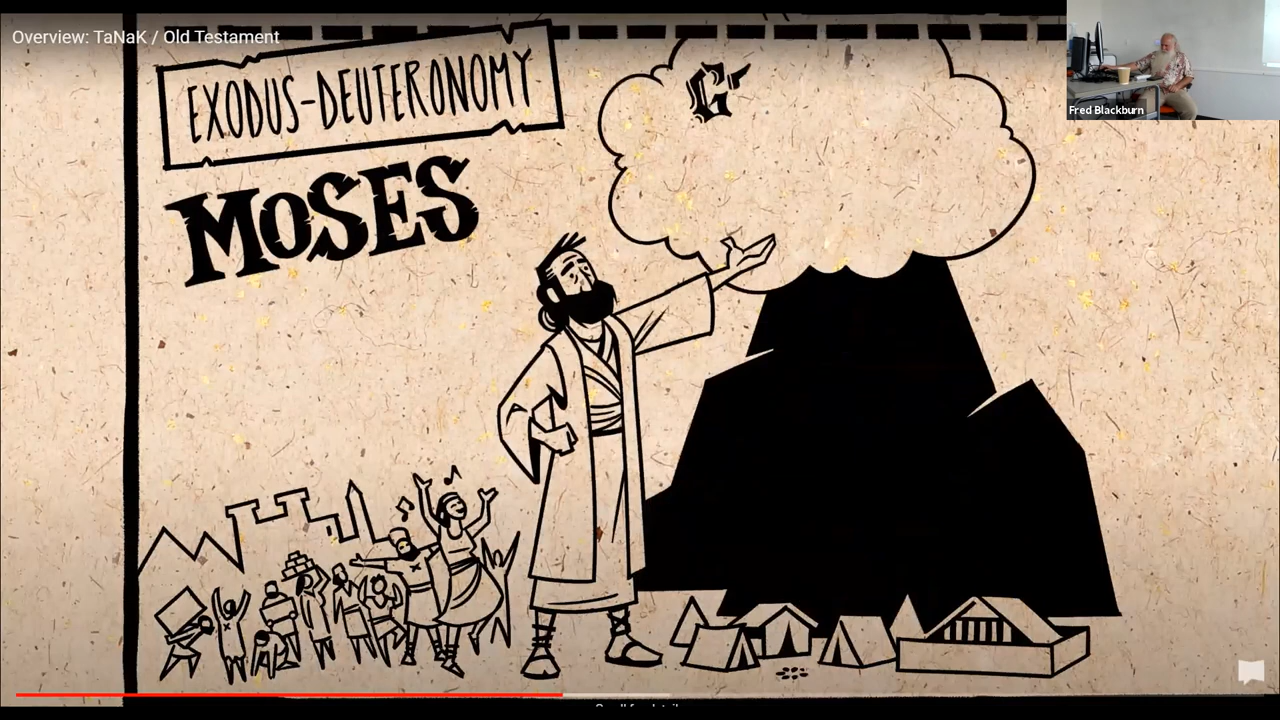 Overview: TaNaK / Old Testament
EXODUS-DEUTERONOMY
MOSES
Fred Blackburn